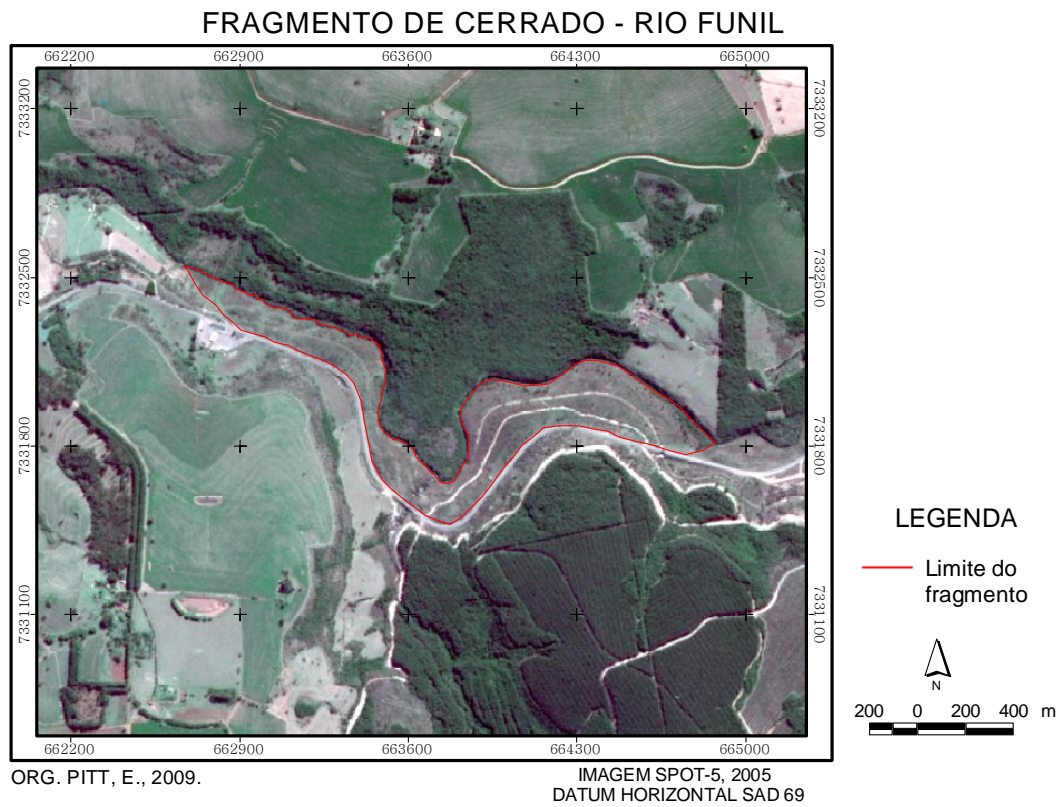 FRAGMENTO DE CERRADO - RIO FUNIL
662200 662900 663600 664300 665000
7333200 7333200
7332500 7332500
7331800 7331800
7331100 7331100
662200 662900 663600 664300 665000
LEGENDA
Limite do
fragmento
N
200 0 200 400 m
ORG. PITT, E., 2009.
IMAGEM SPOT-5, 2005
DATUM HORIZONTAL SAD 69